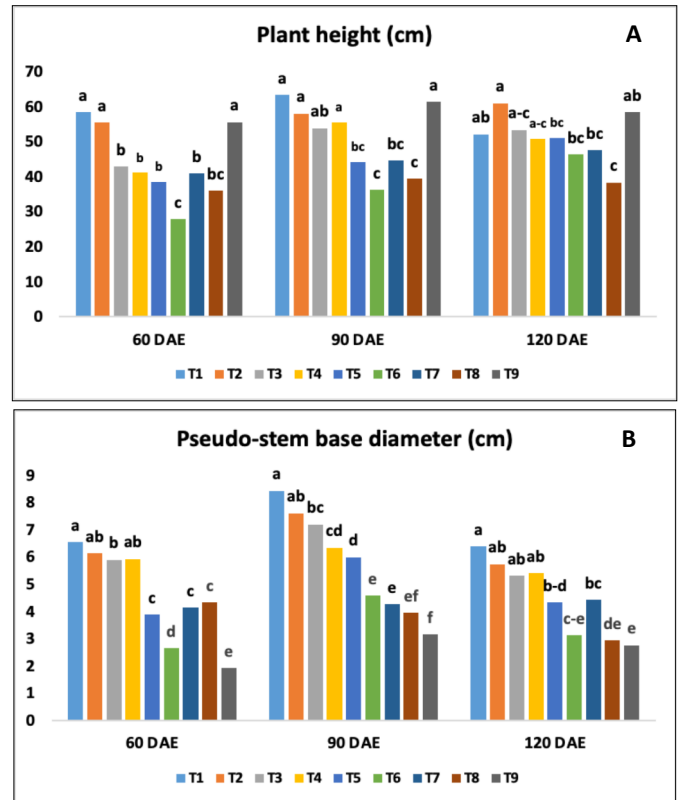 Plant height (cm) A
70
60
50
40
30
20
10
0
a a b b b c b bc a
a a ab a bc c bc c a
ab a a-c a-c bc bc bc c ab
60 DAE 90 DAE 120 DAE
T1 T2 T3 T4 T5 T6 T7 T8 T9
Pseudo-stem base diameter (cm) B
9
8
7
6
5
4
3
2
1
0
a ab b ab c d c c e
a ab bc cd d e e ef f
a ab ab ab b-d c-e bc de e
60 DAE 90 DAE 120 DAE
T1 T2 T3 T4 T5 T6 T7 T8 T9